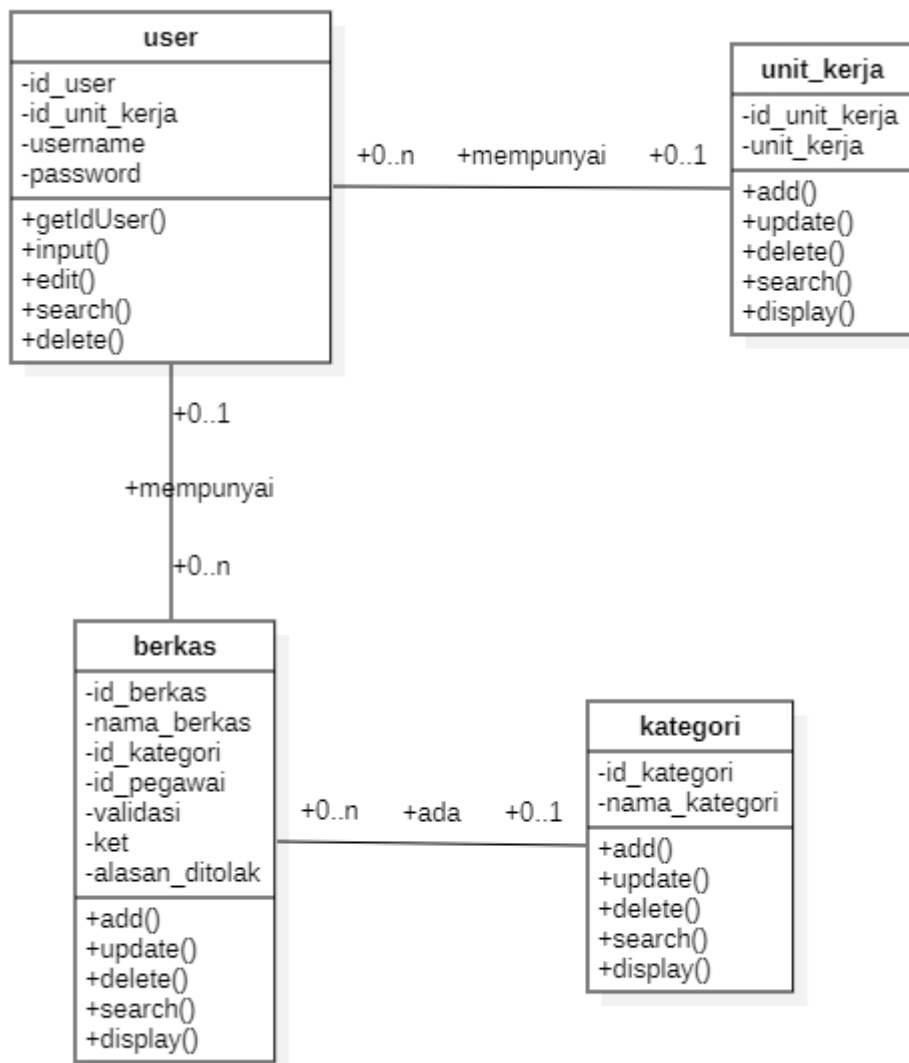 user
-id_user
-id_unit_kerja
-username
-password
+getIdUser()
+input()
+edit()
+search()
+delete()
+0..n +mempunyai +0..1
unit_kerja
-id_unit_kerja
-unit_kerja
+add()
+update()
+delete()
+search()
+display()
+0..1
+mempunyai
+0..n
berkas
-id_berkas
-nama_berkas
-id_kategori
-id_pegawai
-validasi
-ket
-alasan_ditolak
+add()
+update()
+delete()
+search()
+display()
+0..n +ada +0..1
kategori
-id_kategori
-nama_kategori
+add()
+update()
+delete()
+search()
+display()